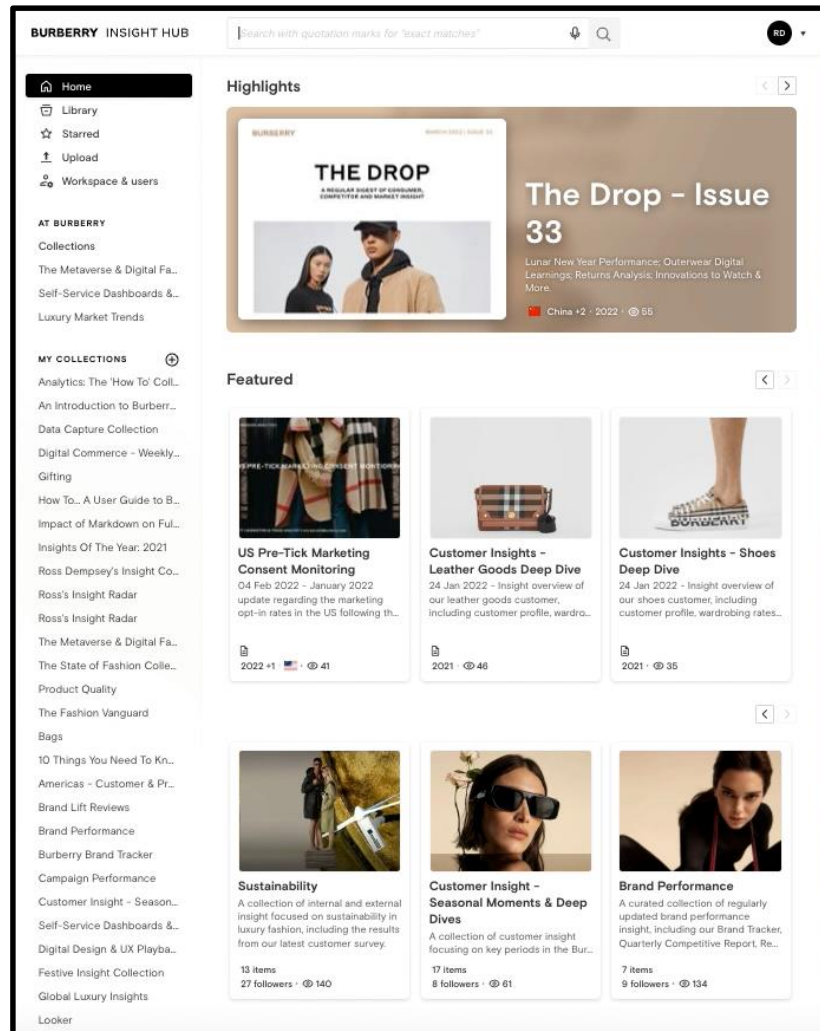 BURBERRY INSIGHT HUB
Search with quotation marks for "exact matches"
RD
Home
Library
Starred
Upload
Workspace & users
AT BURBERRY
Collections
The Metaverse & Digital Fa...
Self-Service Dashboards &...
Luxury Market Trends
MY COLLECTIONS
Analytics: The 'How To' Coll...
An Introduction to Burberr...
Data Capture Collection
Digital Commerce - Weekly...
Gifting
How To... A User Guide to B...
Impact of Markdown on Ful...
Insights Of The Year: 2021
Ross Dempsey's Insight Co...
Ross's Insight Radar
Ross's Insight Radar
The Metaverse & Digital Fa...
The State of Fashion Colle...
Product Quality
The Fashion Vanguard
Bags
10 Things You Need To Kn...
Americas - Customer & Pr...
Brand Lift Reviews
Brand Performance
Burberry Brand Tracker
Campaign Performance
Customer Insight - Season...
Self-Service Dashboards &...
Digital Design & UX Playba...
Festive Insight Collection
Global Luxury Insights
Looker
Highlights
BURBERRY
MARCH 2022 | ISSUE 33
THE DROP
A REGULAR DIGEST OF CONSUMER,
COMPETITOR AND MARKET INSIGHT
The Drop - Issue
33
Lunar New Year Performance; Outerwear Digital
Learnings; Returns Analysis; Innovations to Watch &
More.
China +2 · 2022 · 55
Featured
US PRE-TICK MARKETING CONSENT MONITORING
US Pre-Tick Marketing
Consent Monitoring
04 Feb 2022 - January 2022
update regarding the marketing
opt-in rates in the US following th...
2022 +1 · 41
Customer Insights -
Leather Goods Deep Dive
24 Jan 2022 - Insight overview of
our leather goods customer,
including customer profile, wardro...
2021 · 46
BURBERRY
Customer Insights - Shoes
Deep Dive
24 Jan 2022 - Insight overview of
our shoes customer, including
customer profile, wardrobing rates...
2021 · 35
Sustainability
A collection of internal and external
insight focused on sustainability in
luxury fashion, including the results
from our latest customer survey.
13 items
27 followers · 140
Customer Insight -
Seasonal Moments & Deep
Dives
A collection of customer insight
focusing on key periods in the Bur...
17 items
8 followers · 61
Brand Performance
A curated collection of regularly
updated brand performance
insight, including our Brand Tracker,
Quarterly Competitive Report, Re...
7 items
9 followers · 134